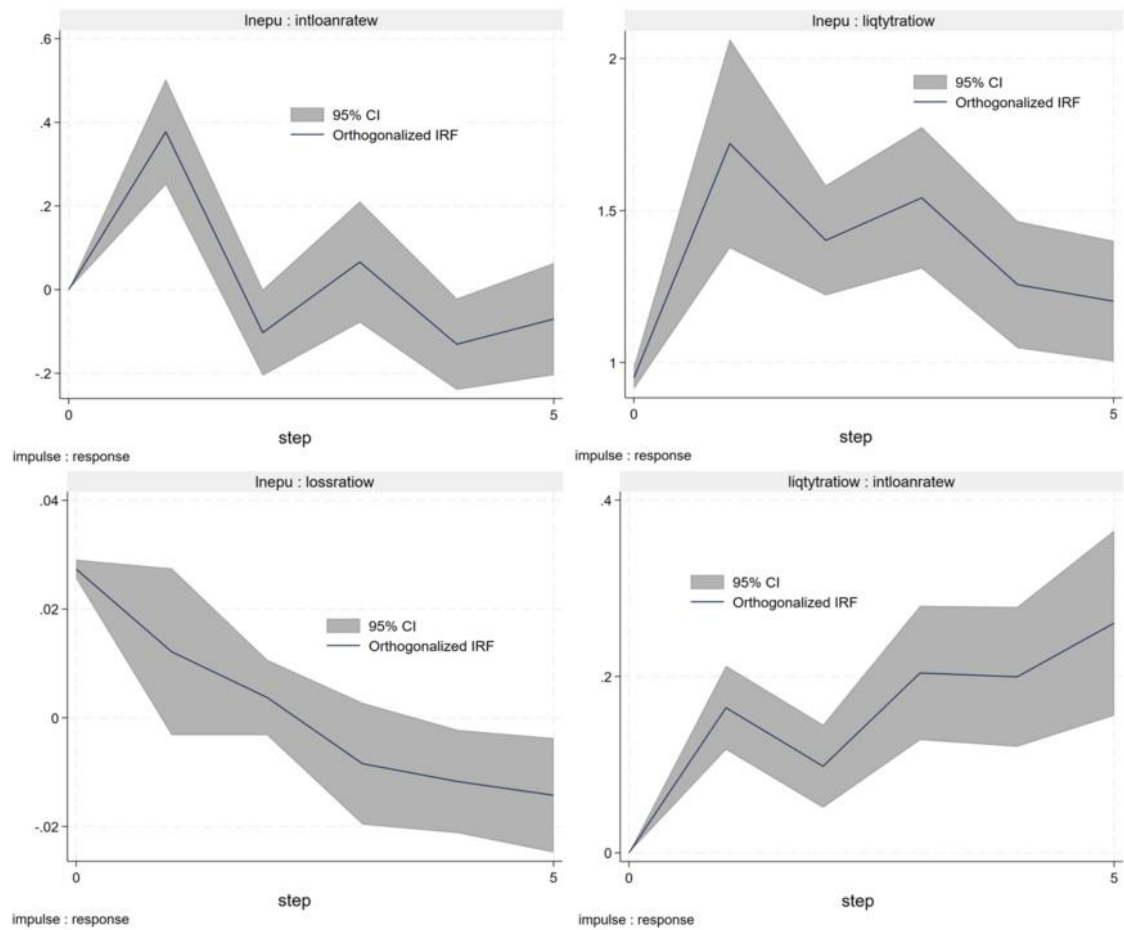 lnepu : intloanratew
.6
.4
.2
0
-.2
95% CI
Orthogonalized IRF
0
5
step
impulse : response
lnepu : liqtytratiow
2
1.5
1
95% CI
Orthogonalized IRF
0
5
step
impulse : response
lnepu : lossratiow
.04
.02
0
-.02
95% CI
Orthogonalized IRF
0
5
step
impulse : response
liqtytratiow : intloanratew
.4
.2
0
95% CI
Orthogonalized IRF
0
5
step
impulse : response